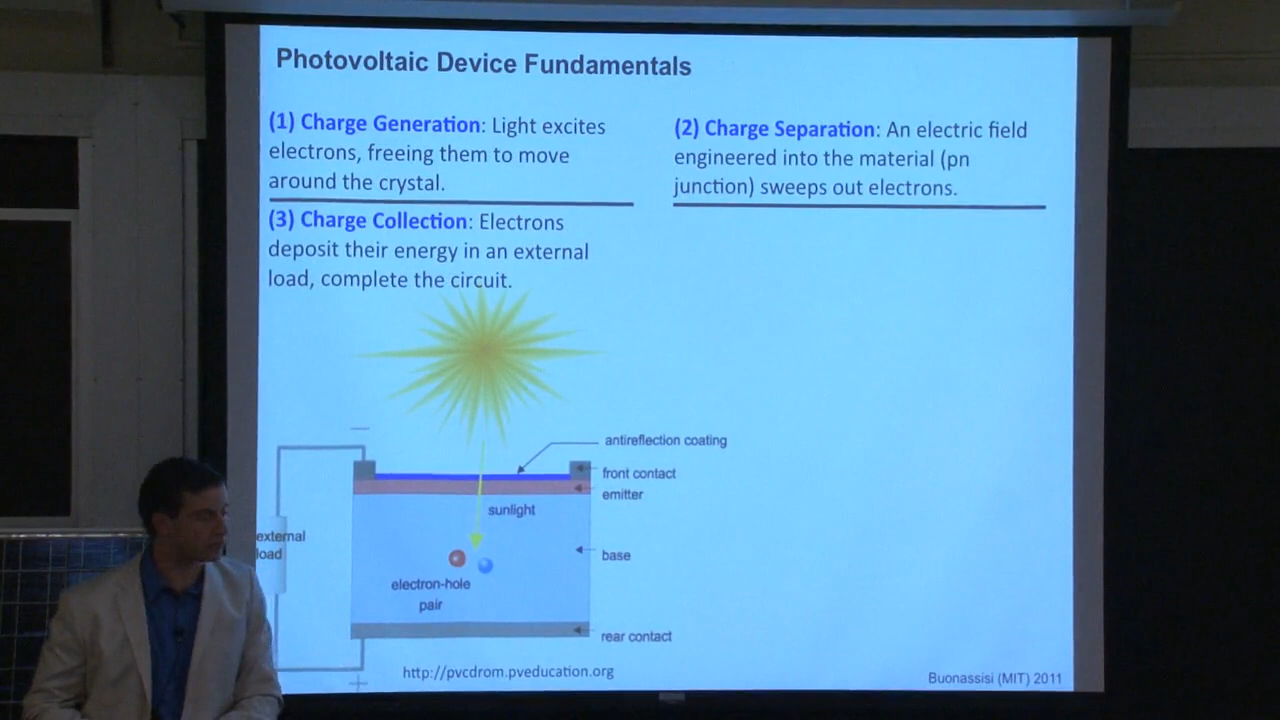 Photovoltaic Device Fundamentals
(1) Charge Generation: Light excites
electrons, freeing them to move
around the crystal.
(2) Charge Separation: An electric field
engineered into the material (pn
junction) sweeps out electrons.
(3) Charge Collection: Electrons
deposit their energy in an external
load, complete the circuit.
—
antireflection coating
front contact
emitter
sunlight
external
load
base
electron-hole
pair
rear contact
+
http://pvcdrom.pveducation.org
Buonassisi (MIT) 2011